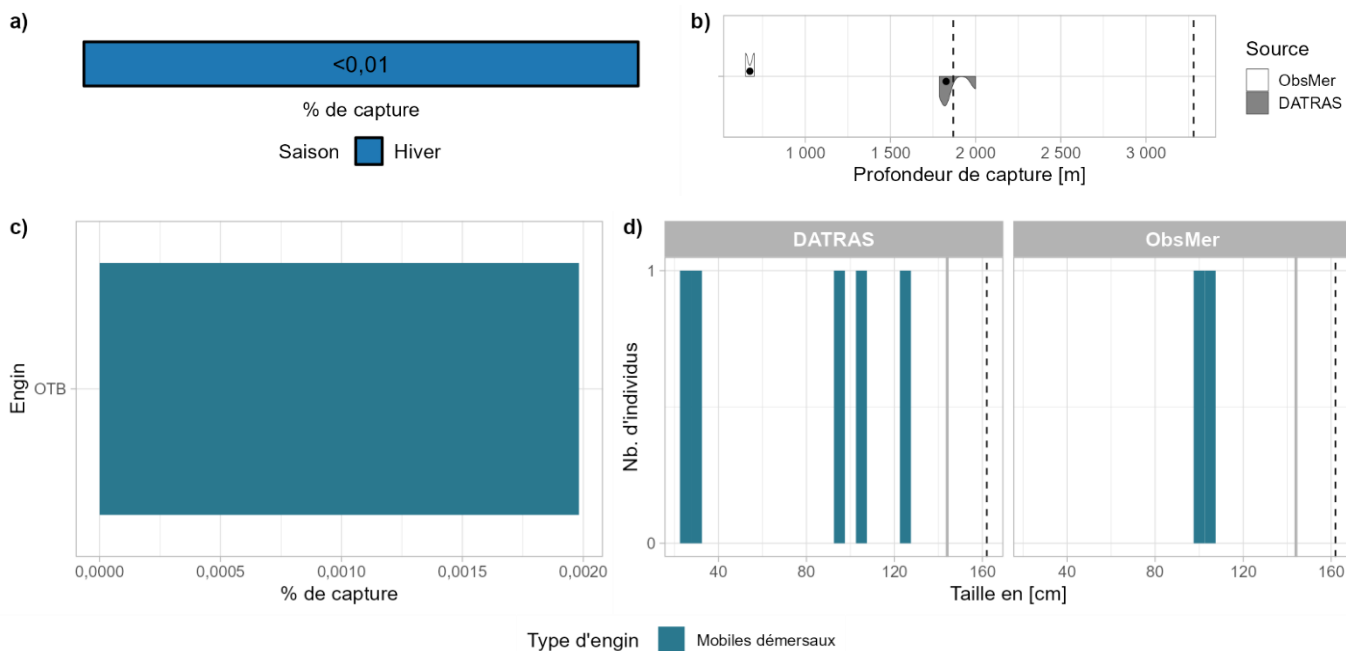 a)
<0,01
% de capture
Saison Hiver
b)
1 000 1 500 2 000 2 500 3 000
Profondeur de capture [m]
Source
ObsMer
DATRAS
c)
Engin
OTB
0,0000 0,0005 0,0010 0,0015 0,0020
% de capture
d)
DATRAS ObsMer
Nb. d'individus
1
0
40 80 120 160 40 80 120 160
Taille en [cm]
Type d'engin Mobiles démersaux